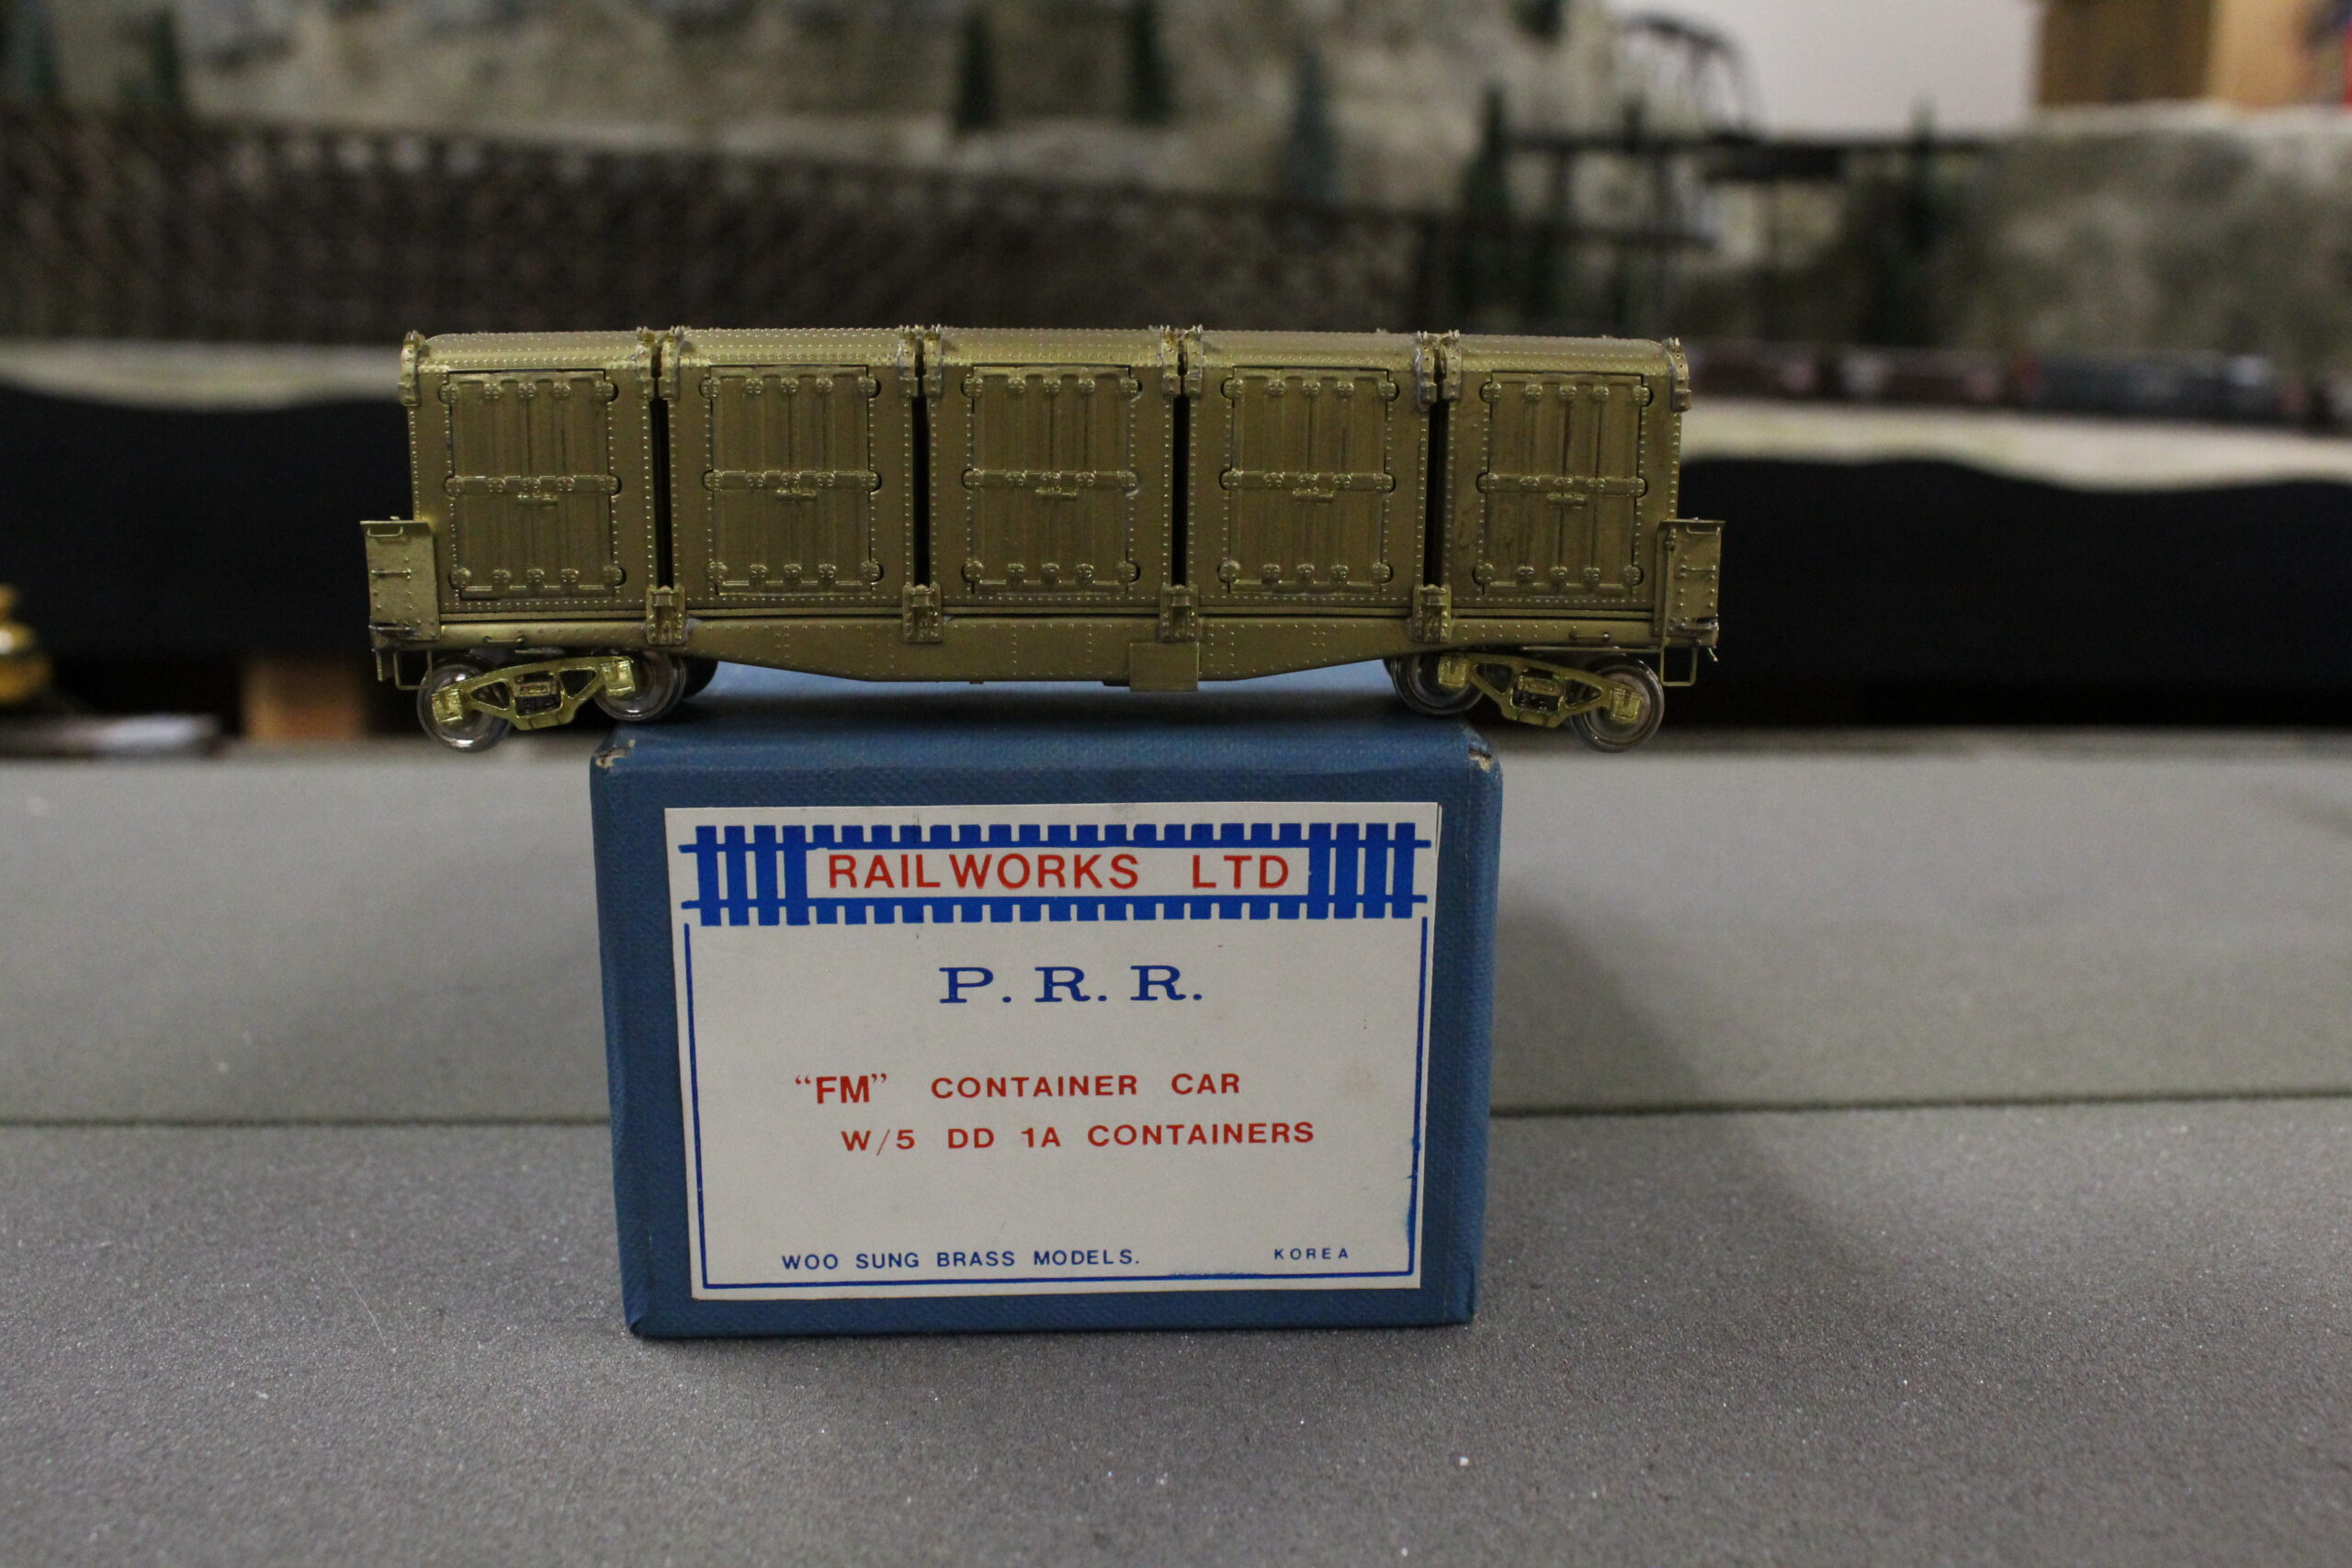 RAILWORKS LTD
P. R. R.
“FM” CONTAINER CAR
W/5 DD 1A CONTAINERS
WOO SUNG BRASS MODELS. KOREA